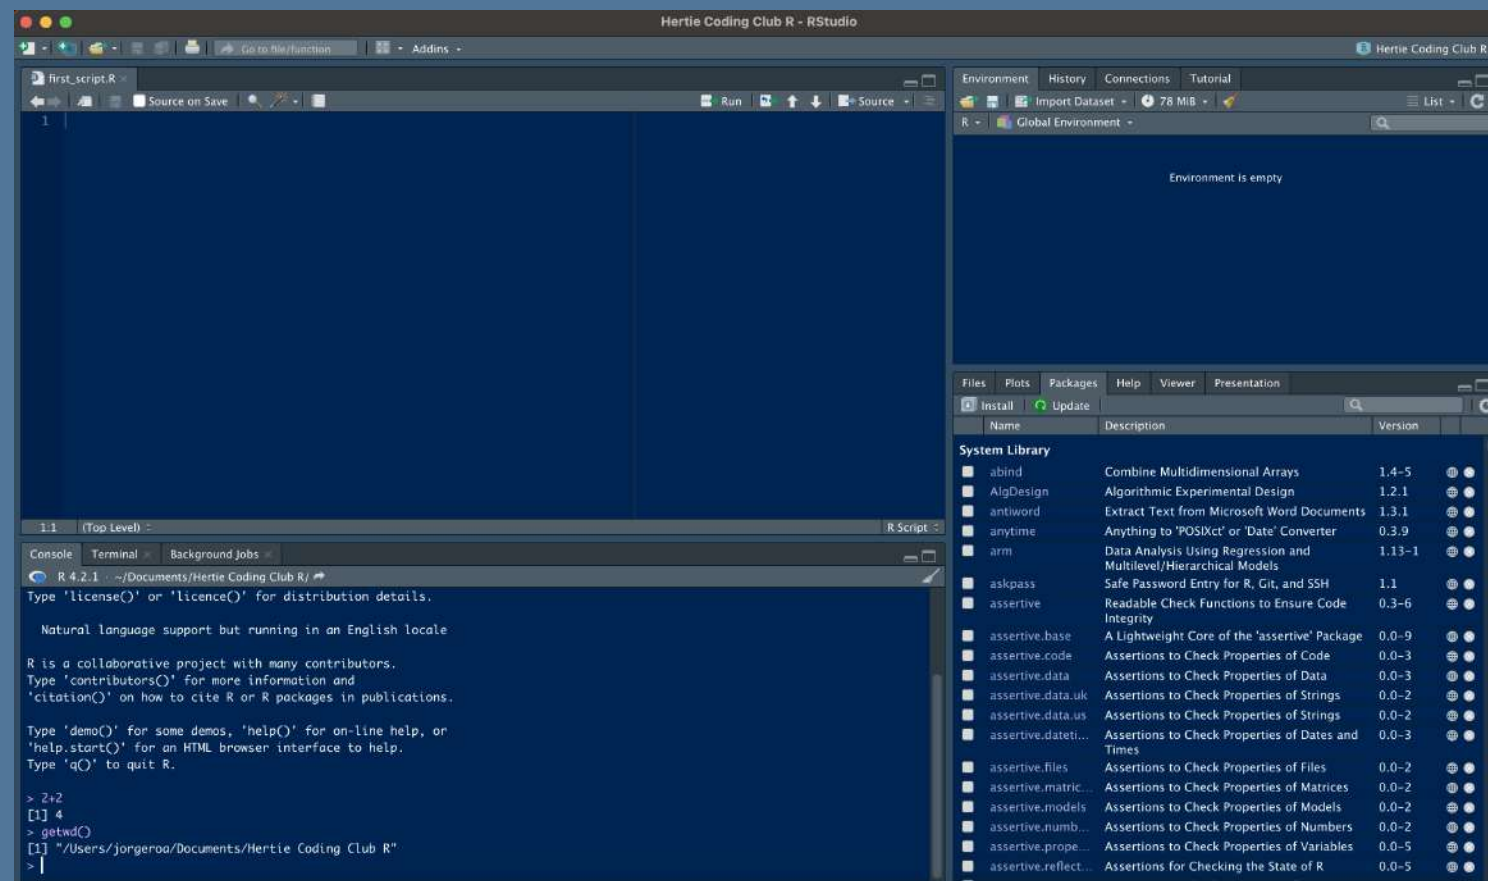 Hertie Coding Club R - RStudio
Go to file/function
Addins
Hertie Coding Club R
first_script.R
Source on Save
Run
Source
1
1:1 (Top Level)
R Script
Console Terminal Background Jobs
R 4.2.1 · ~/Documents/Hertie Coding Club R/
Type 'license()' or 'licence()' for distribution details.
Natural language support but running in an English locale
R is a collaborative project with many contributors.
Type 'contributors()' for more information and
'citation()' on how to cite R or R packages in publications.
Type 'demo()' for some demos, 'help()' for on-line help, or
'help.start()' for an HTML browser interface to help.
Type 'q()' to quit R.
> 2+2
[1] 4
> getwd()
[1] "/Users/jorgeroa/Documents/Hertie Coding Club R"
>
Environment History Connections Tutorial
Import Dataset 78 MiB List
R Global Environment
Environment is empty
Files Plots Packages Help Viewer Presentation
Install Update
Name Description Version
System Library
abind Combine Multidimensional Arrays 1.4-5
AlgDesign Algorithmic Experimental Design 1.2.1
antiword Extract Text from Microsoft Word Documents 1.3.1
anytime Anything to 'POSIXct' or 'Date' Converter 0.3.9
arm Data Analysis Using Regression and 1.13-1
Multilevel/Hierarchical Models
askpass Safe Password Entry for R, Git, and SSH 1.1
assertive Readable Check Functions to Ensure Code 0.3-6
Integrity
assertive.base A Lightweight Core of the 'assertive' Package 0.0-9
assertive.code Assertions to Check Properties of Code 0.0-3
assertive.data Assertions to Check Properties of Data 0.0-3
assertive.data.uk Assertions to Check Properties of Strings 0.0-2
assertive.data.us Assertions to Check Properties of Strings 0.0-2
assertive.dateti... Assertions to Check Properties of Dates and 0.0-3
Times
assertive.files Assertions to Check Properties of Files 0.0-2
assertive.matric... Assertions to Check Properties of Matrices 0.0-2
assertive.models Assertions to Check Properties of Models 0.0-2
assertive.numb... Assertions to Check Properties of Numbers 0.0-2
assertive.prope... Assertions to Check Properties of Variables 0.0-5
assertive.reflect... Assertions for Checking the State of R 0.0-5